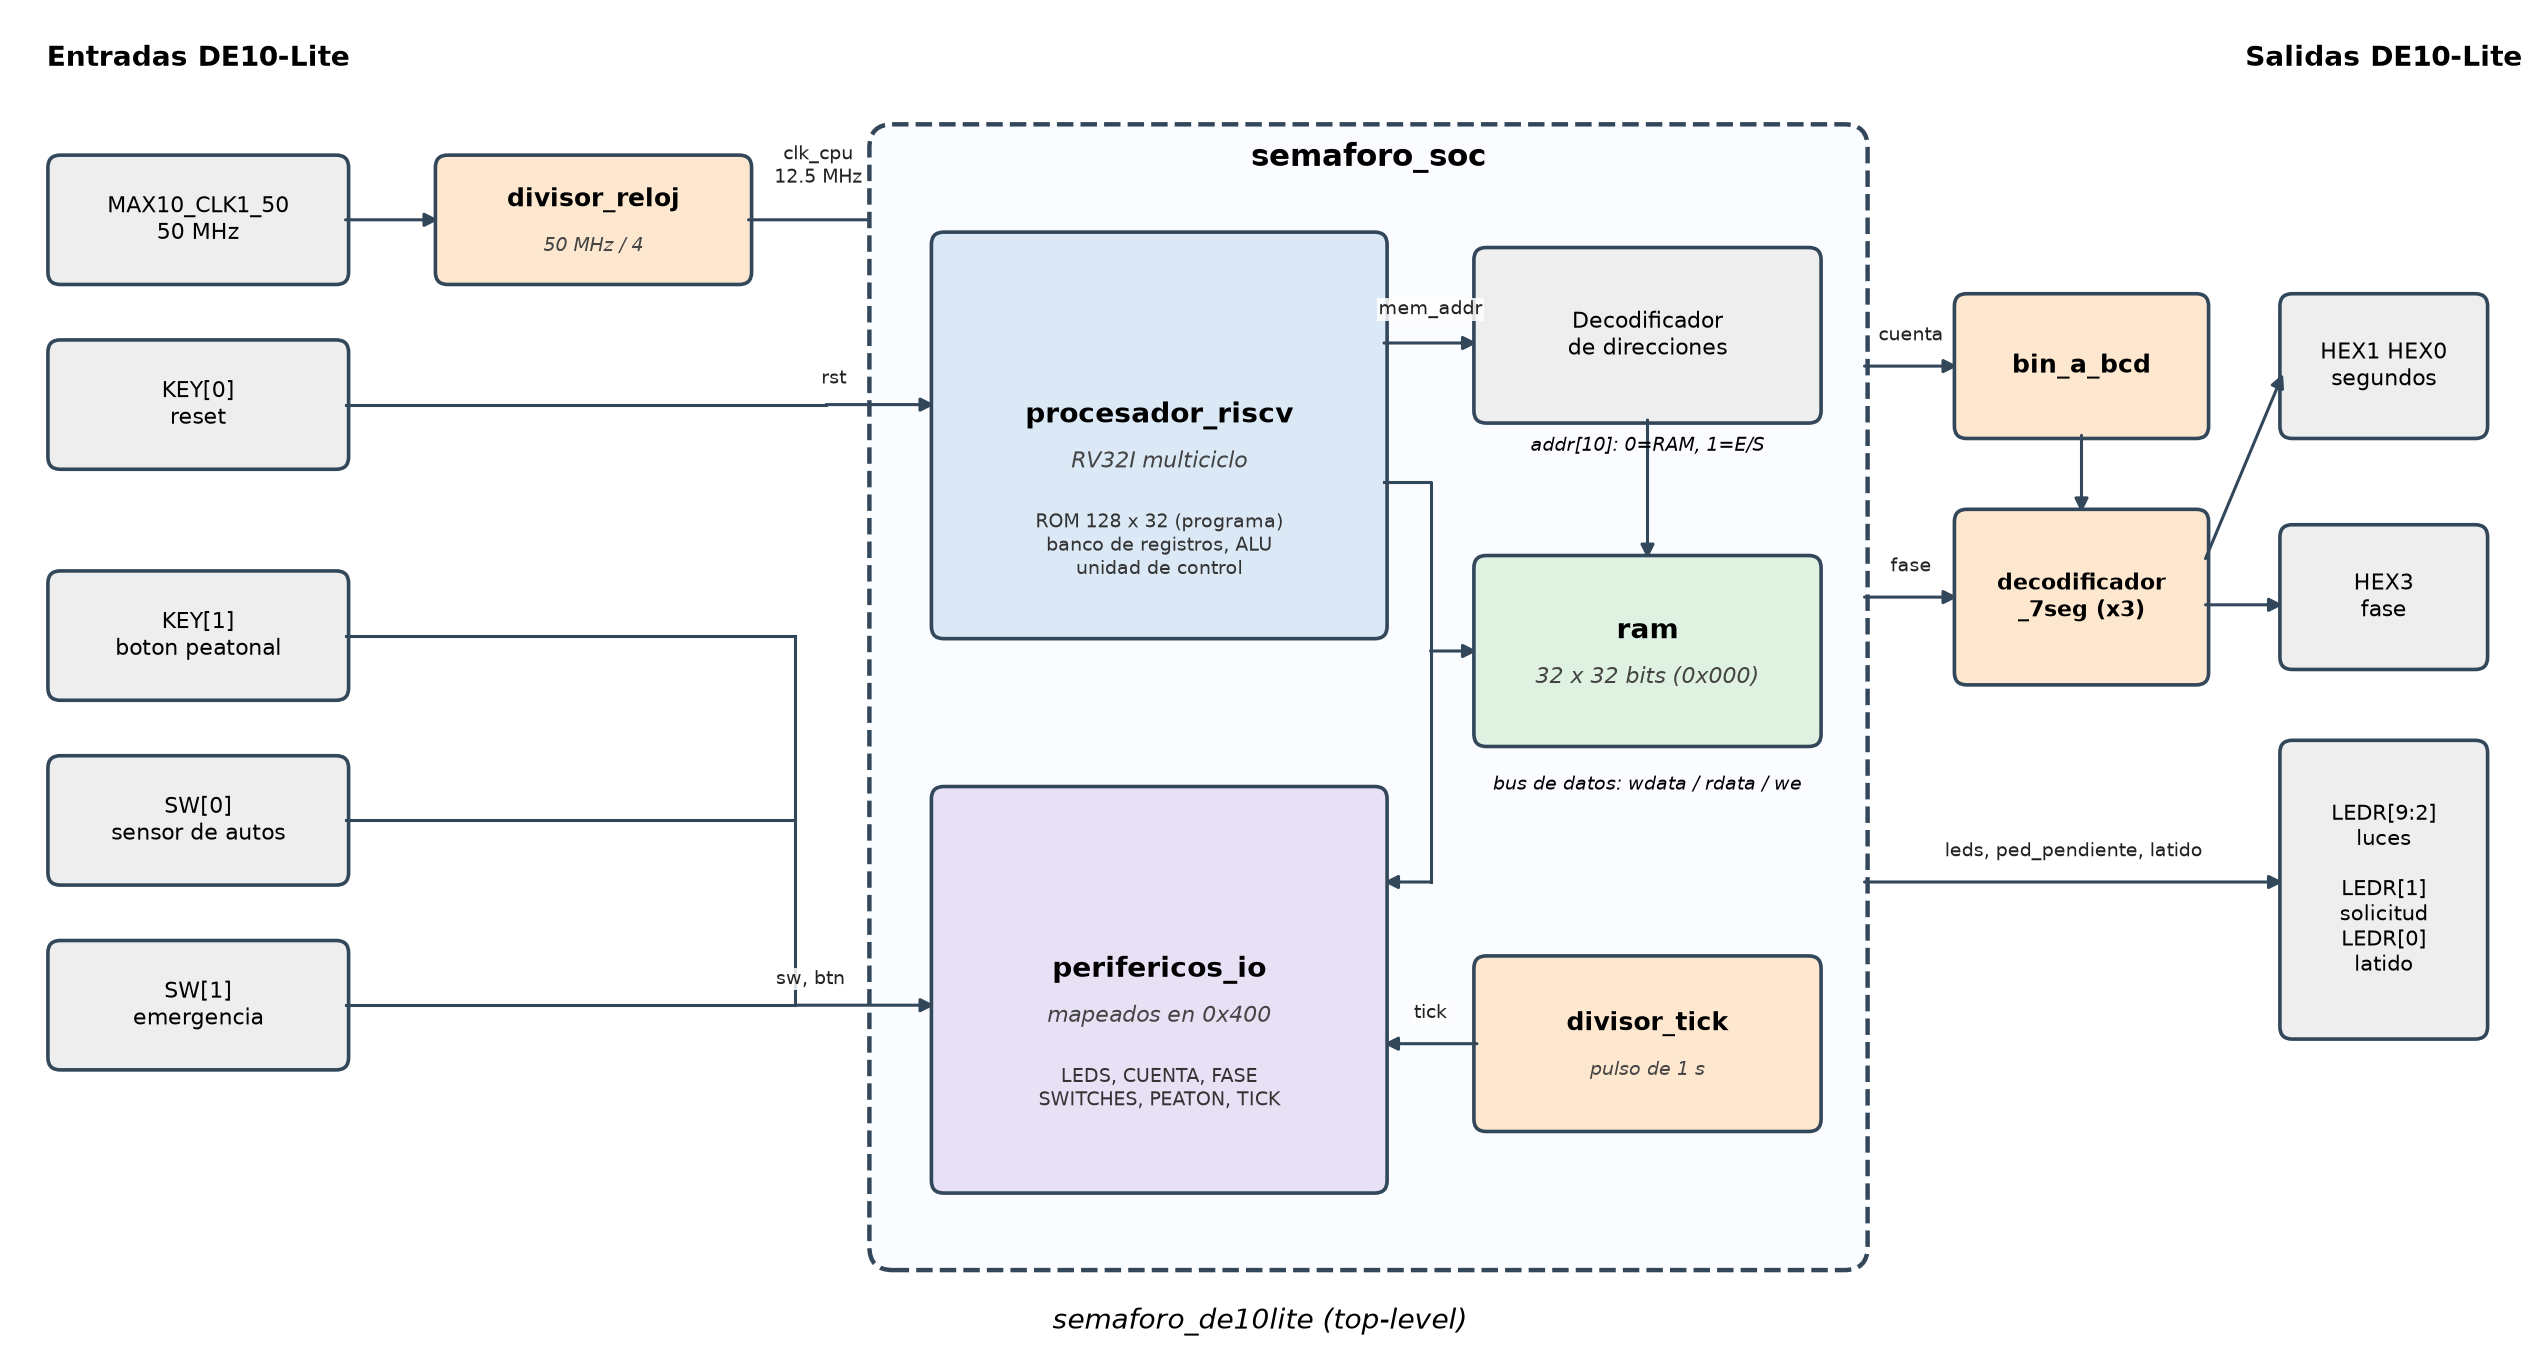 Entradas DE10-Lite
Salidas DE10-Lite
MAX10_CLK1_50
50 MHz
divisor_reloj
50 MHz / 4
clk_cpu
12.5 MHz
KEY[0]
reset
rst
KEY[1]
boton peatonal
SW[0]
sensor de autos
SW[1]
emergencia
sw, btn
semaforo_soc
procesador_riscv
RV32I multiciclo
ROM 128 x 32 (programa)
banco de registros, ALU
unidad de control
mem_addr
Decodificador
de direcciones
addr[10]: 0=RAM, 1=E/S
ram
32 x 32 bits (0x000)
bus de datos: wdata / rdata / we
perifericos_io
mapeados en 0x400
LEDS, CUENTA, FASE
SWITCHES, PEATON, TICK
tick
divisor_tick
pulso de 1 s
cuenta
bin_a_bcd
fase
decodificador
_7seg (x3)
HEX1 HEX0
segundos
HEX3
fase
leds, ped_pendiente, latido
LEDR[9:2]
luces
LEDR[1]
solicitud
LEDR[0]
latido
semaforo_de10lite (top-level)